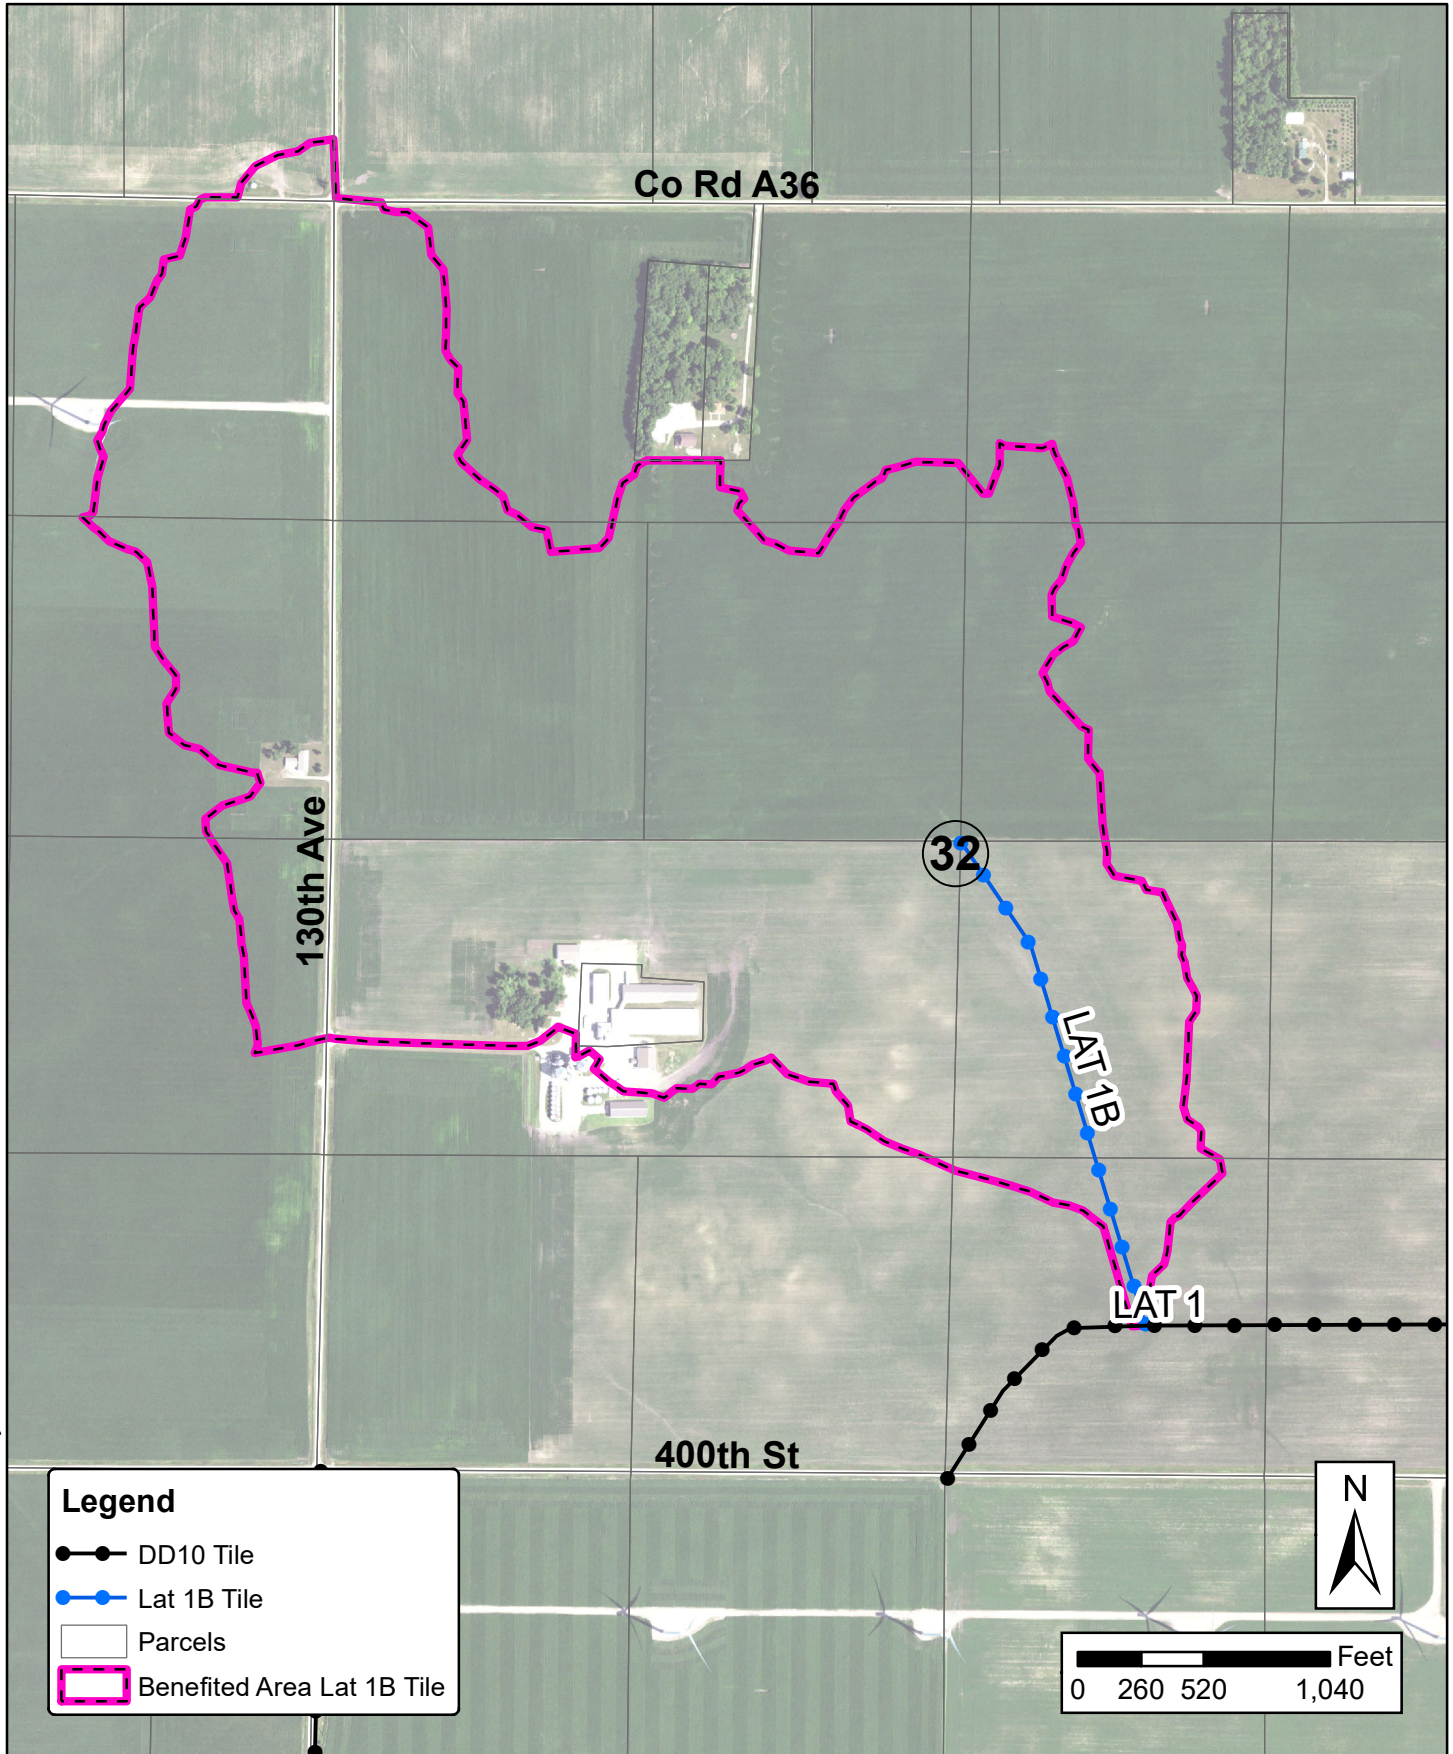 Co Rd A36
130th Ave
32
LAT 1B
LAT 1
400th St
Legend
DD10 Tile
Lat 1B Tile
Parcels
Benefited Area Lat 1B Tile
N
Feet
0 260 520 1,040